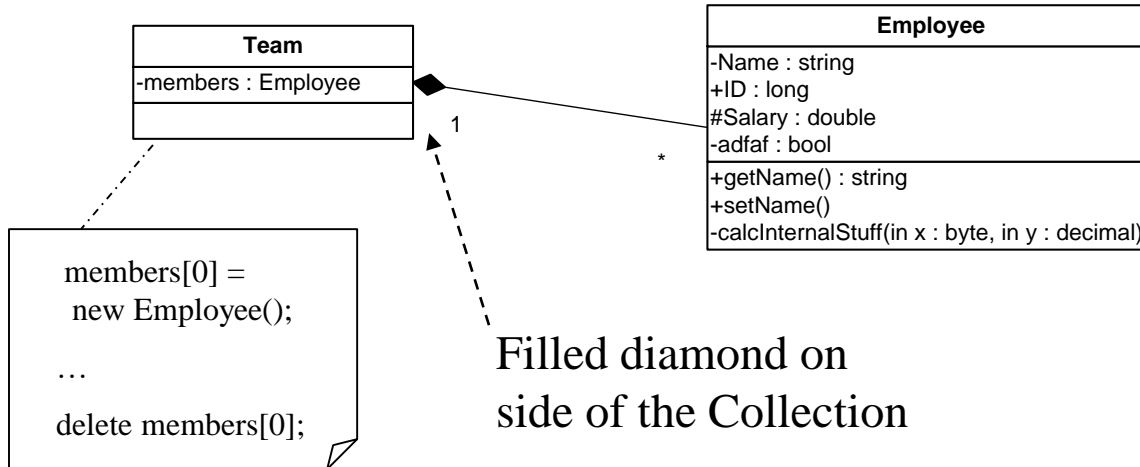 Team
-members : Employee
1
*
Employee
-Name : string
+ID : long
#Salary : double
-adfaf : bool
+getName() : string
+setName()
-calcInternalStuff(in x : byte, in y : decimal)
members[0] =
new Employee();
…
delete members[0];
Filled diamond on
side of the Collection